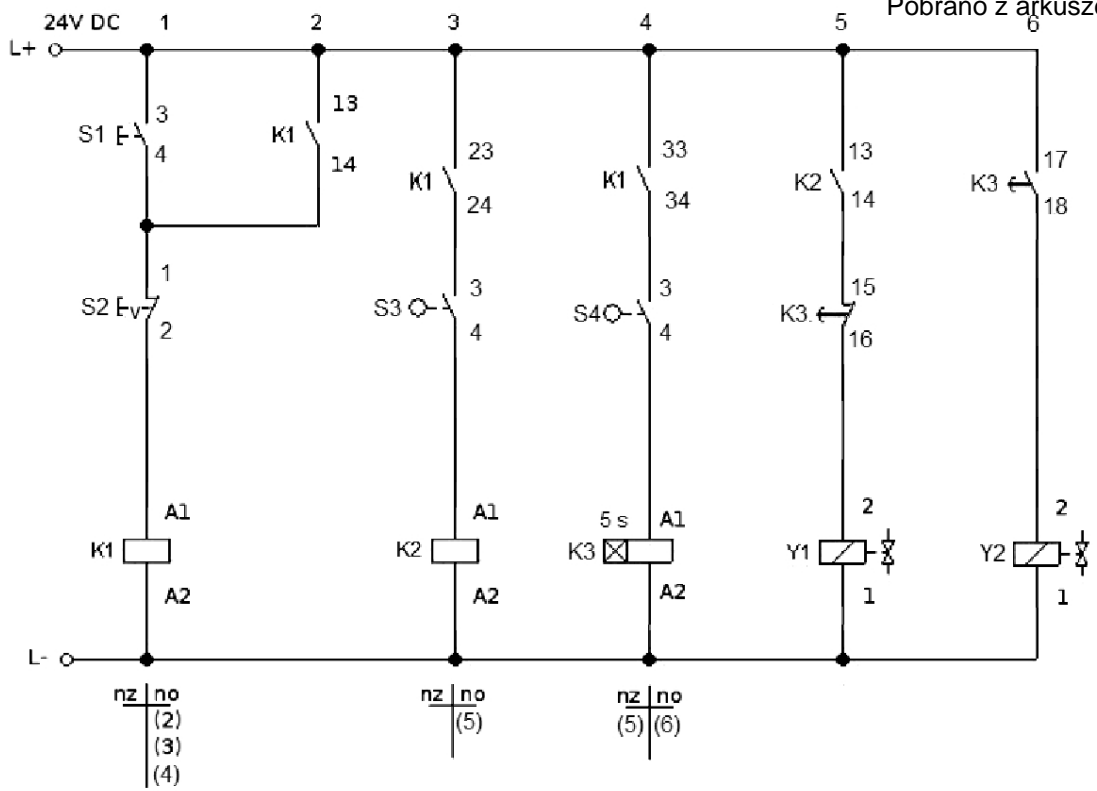 Pobrano z arkusze
24V DC 1 2 3 4 5 6
L+
3
S1
4
13
K1
14
23
K1
24
33
K1
34
13
K2
14
17
K3
18
1
S2
2
3
S3
4
3
S4
4
15
K3.
16
A1
K1
A2
A1
K2
A2
5 s A1
K3
A2
2
Y1
1
2
Y2
1
L-
nz no
(2)
(3)
(4)
nz no
(5)
nz no
(5) (6)